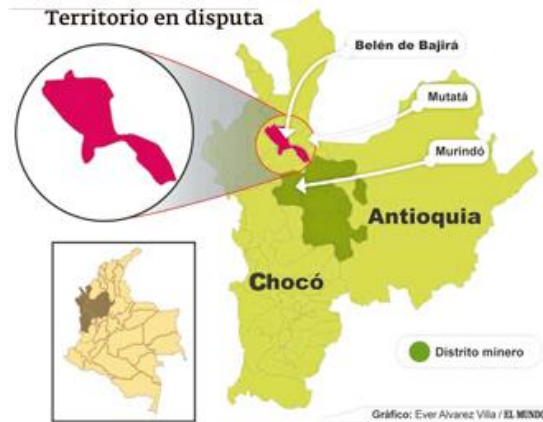 Territorio en disputa
Belén de Bajirá
Mutatá
Murindó
Antioquia
Chocó
Distrito minero
Gráfico: Ever Alvarez Villa / EL MUNDO